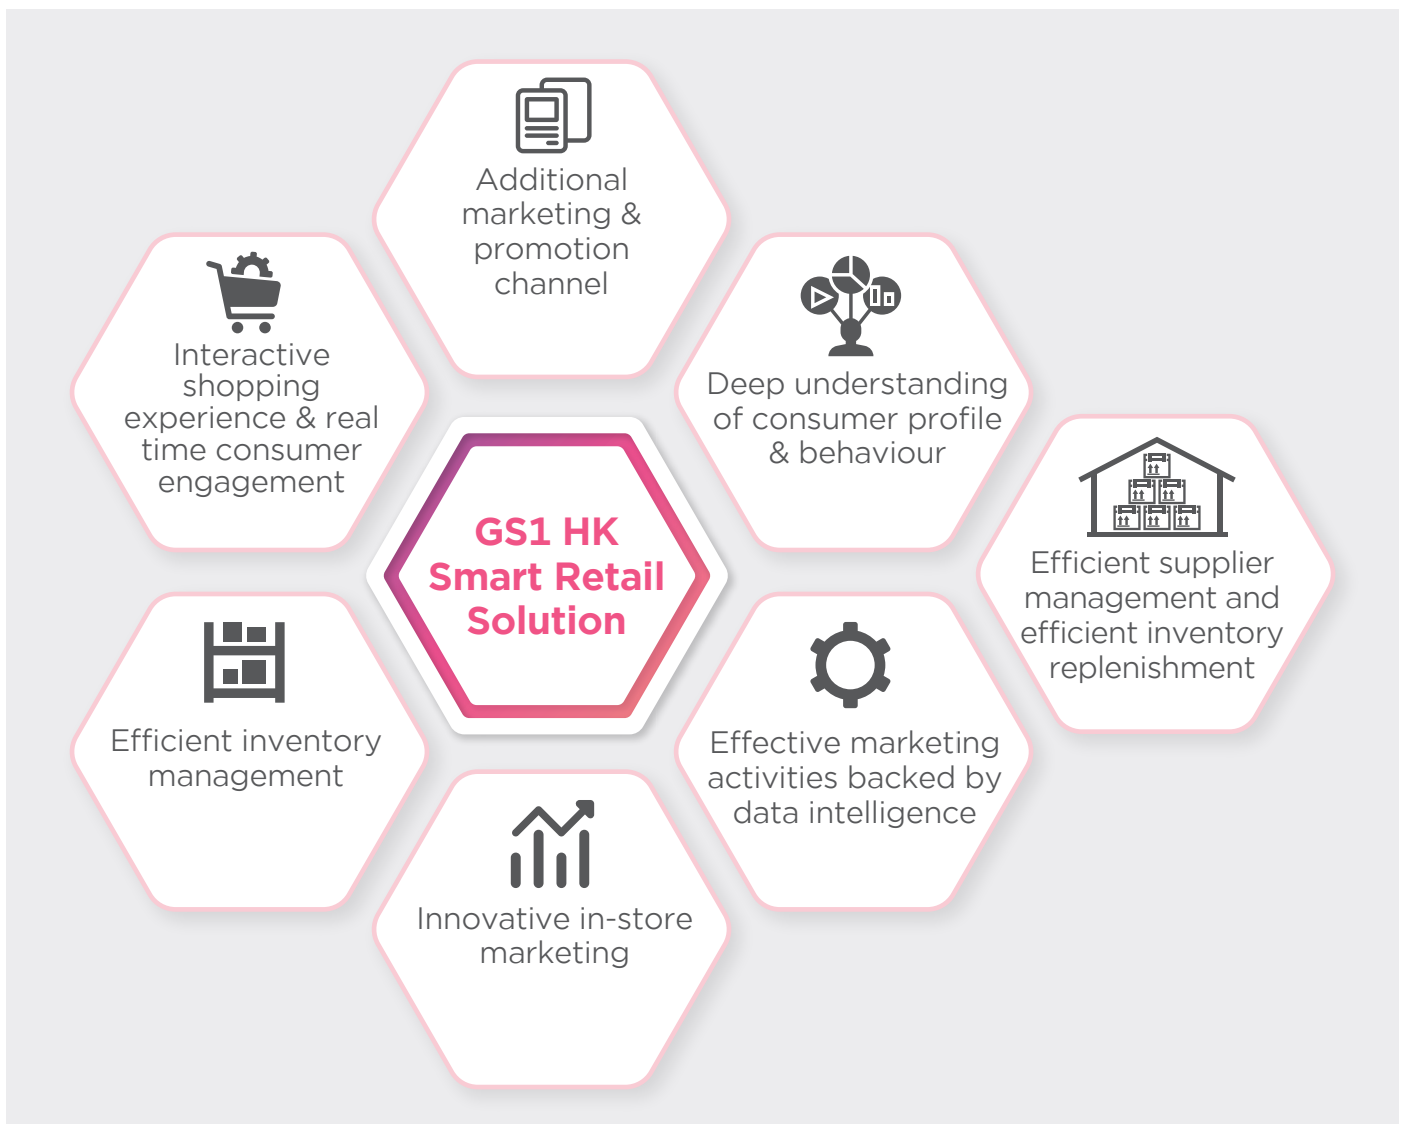 Additional
marketing &
promotion
channel
Interactive
shopping
experience & real
time consumer
engagement
Deep understanding
of consumer profile
& behaviour
GS1 HK
Smart Retail
Solution
Efficient supplier
management and
efficient inventory
replenishment
Efficient inventory
management
Effective marketing
activities backed by
data intelligence
Innovative in-store
marketing